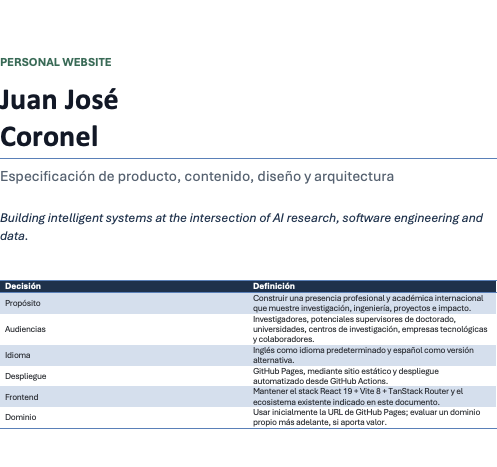 PERSONAL WEBSITE
Juan José
Coronel
Especificación de producto, contenido, diseño y arquitectura
Building intelligent systems at the intersection of AI research, software engineering and
data.
Decisión Definición
Propósito Construir una presencia profesional y académica internacional
que muestre investigación, ingeniería, proyectos e impacto.
Audiencias Investigadores, potenciales supervisores de doctorado,
universidades, centros de investigación, empresas tecnológicas
y colaboradores.
Idioma Inglés como idioma predeterminado y español como versión
alternativa.
Despliegue GitHub Pages, mediante sitio estático y despliegue
automatizado desde GitHub Actions.
Frontend Mantener el stack React 19 + Vite 8 + TanStack Router y el
ecosistema existente indicado en este documento.
Dominio Usar inicialmente la URL de GitHub Pages; evaluar un dominio
propio más adelante, si aporta valor.